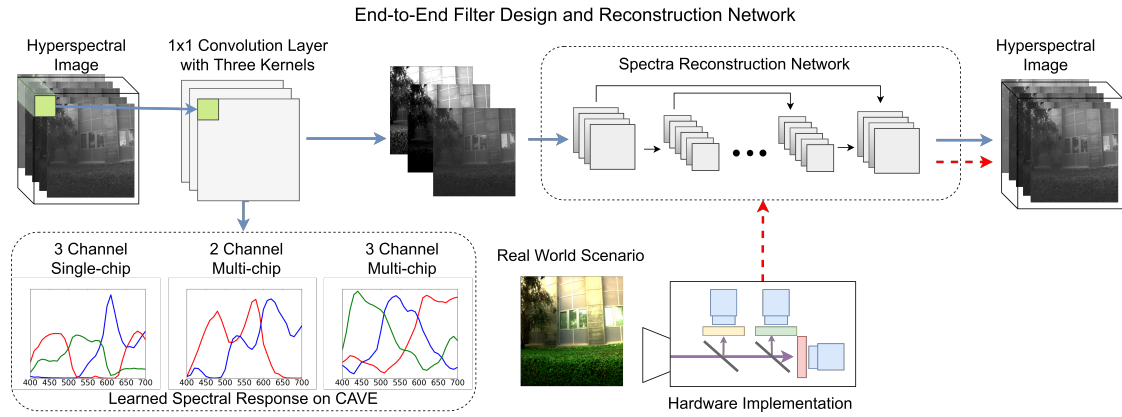 End-to-End Filter Design and Reconstruction Network
Hyperspectral
Image
1x1 Convolution Layer
with Three Kernels
Spectra Reconstruction Network
Hyperspectral
Image
3 Channel
Single-chip
2 Channel
Multi-chip
3 Channel
Multi-chip
400 450 500 550 600 650 700
400 450 500 550 600 650 700
400 450 500 550 600 650 700
Learned Spectral Response on CAVE
Real World Scenario
Hardware Implementation